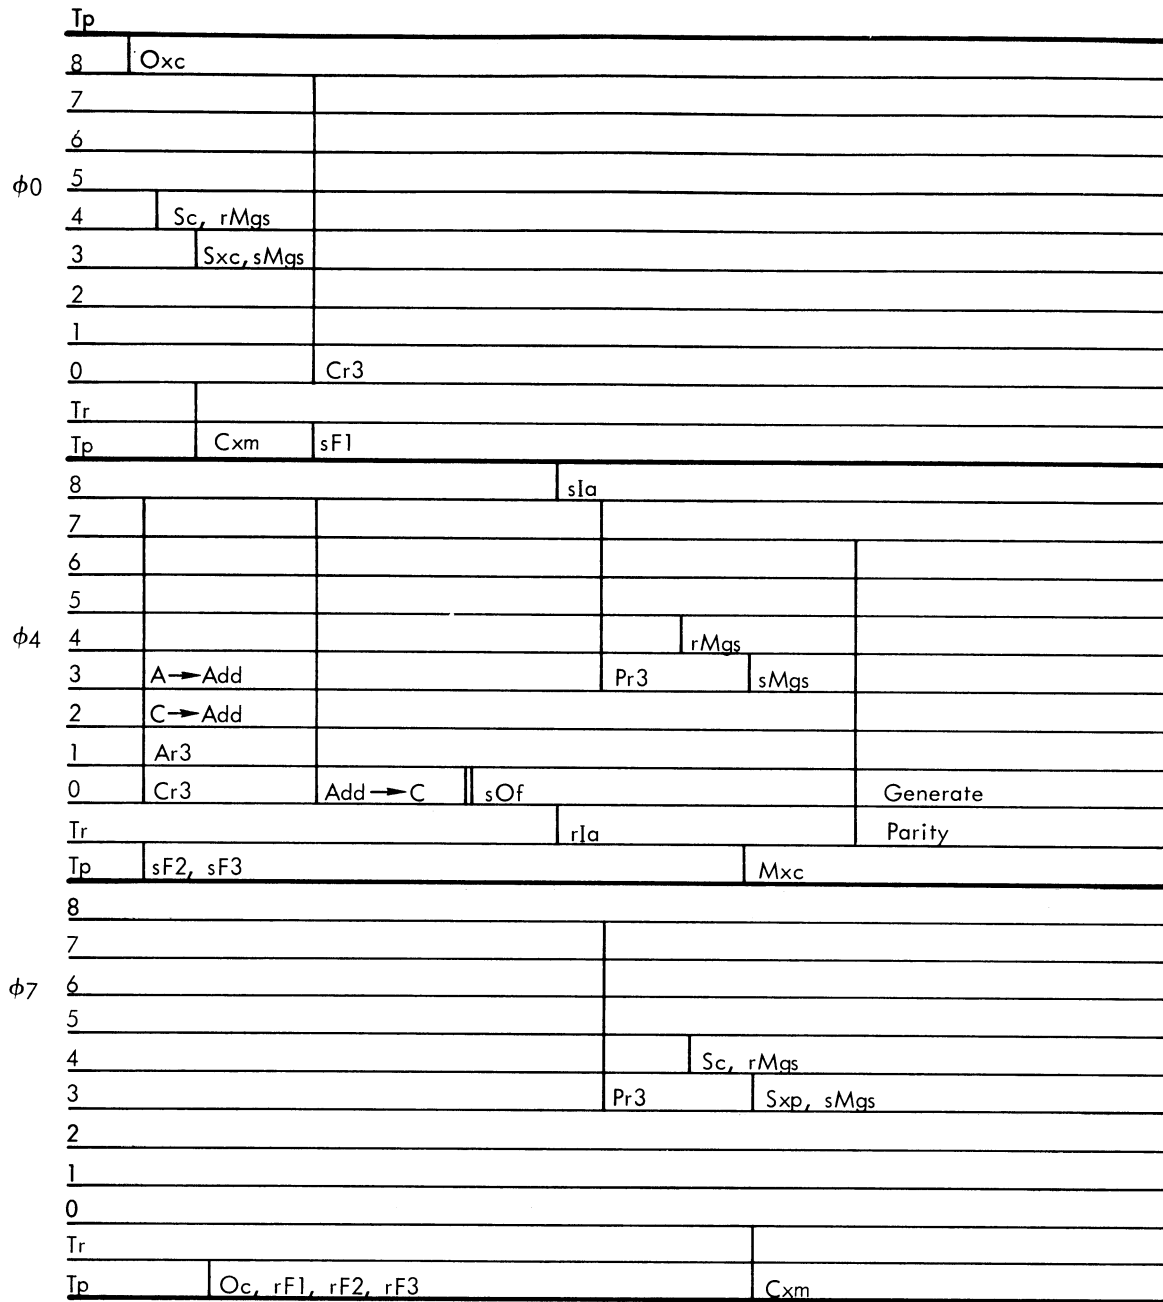 Tp
8 Oxc
7
6
φ0 5
4 Sc, rMgs
3 Sxc, sMgs
2
1
0 Cr3
Tr
Tp Cxm sF1
8 sIa
7
6
5
φ4 4 rMgs
3 A→Add Pr3 sMgs
2 C→Add
1 Ar3
0 Cr3 Add→C sOf Generate
Tr rIa Parity
Tp sF2, sF3 Mxc
8
7
φ7 6
5
4 Sc, rMgs
3 Pr3 Sxp, sMgs
2
1
0
Tr
Tp Oc, rF1, rF2, rF3 Cxm